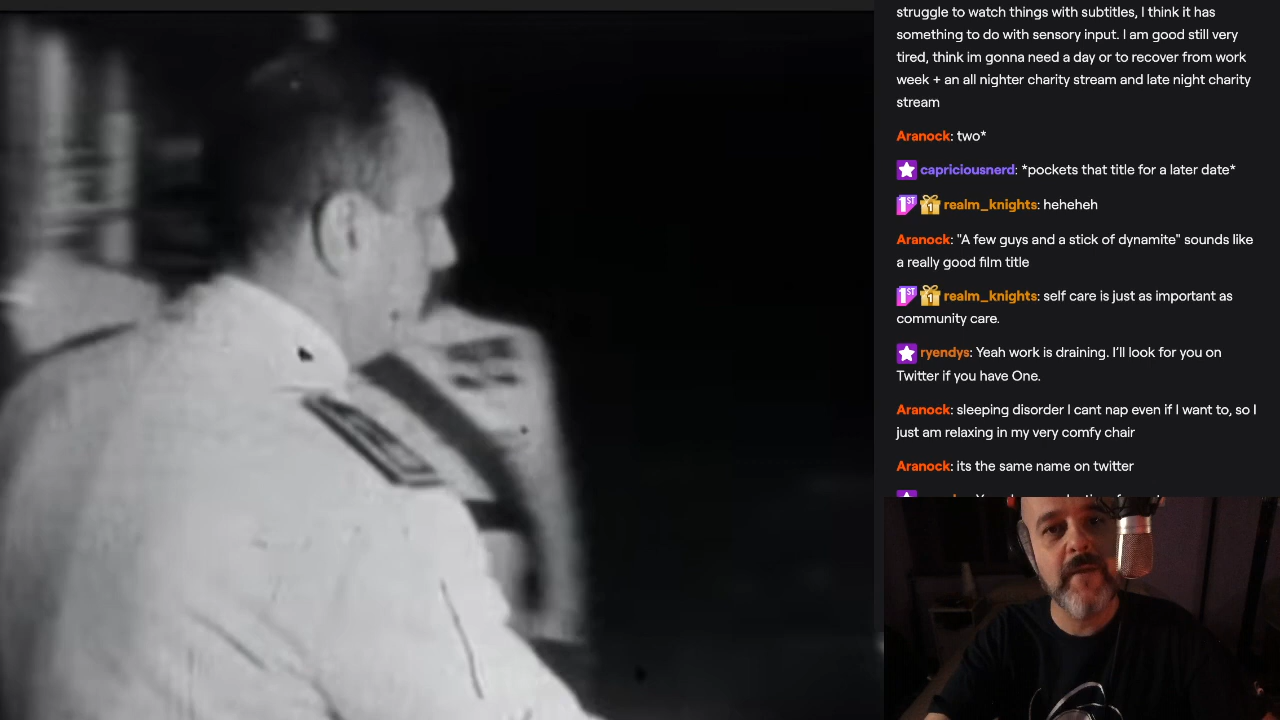 struggle to watch things with subtitles, I think it has
something to do with sensory input. I am good still very
tired, think im gonna need a day or to recover from work
week + an all nighter charity stream and late night charity
stream
Aranock: two*
capriciousnerd: *pockets that title for a later date*
1ST 1 realm_knights: heheheh
Aranock: "A few guys and a stick of dynamite" sounds like
a really good film title
1ST 1 realm_knights: self care is just as important as
community care.
ryendys: Yeah work is draining. I'll look for you on
Twitter if you have One.
Aranock: sleeping disorder I cant nap even if I want to, so I
just am relaxing in my very comfy chair
Aranock: its the same name on twitter